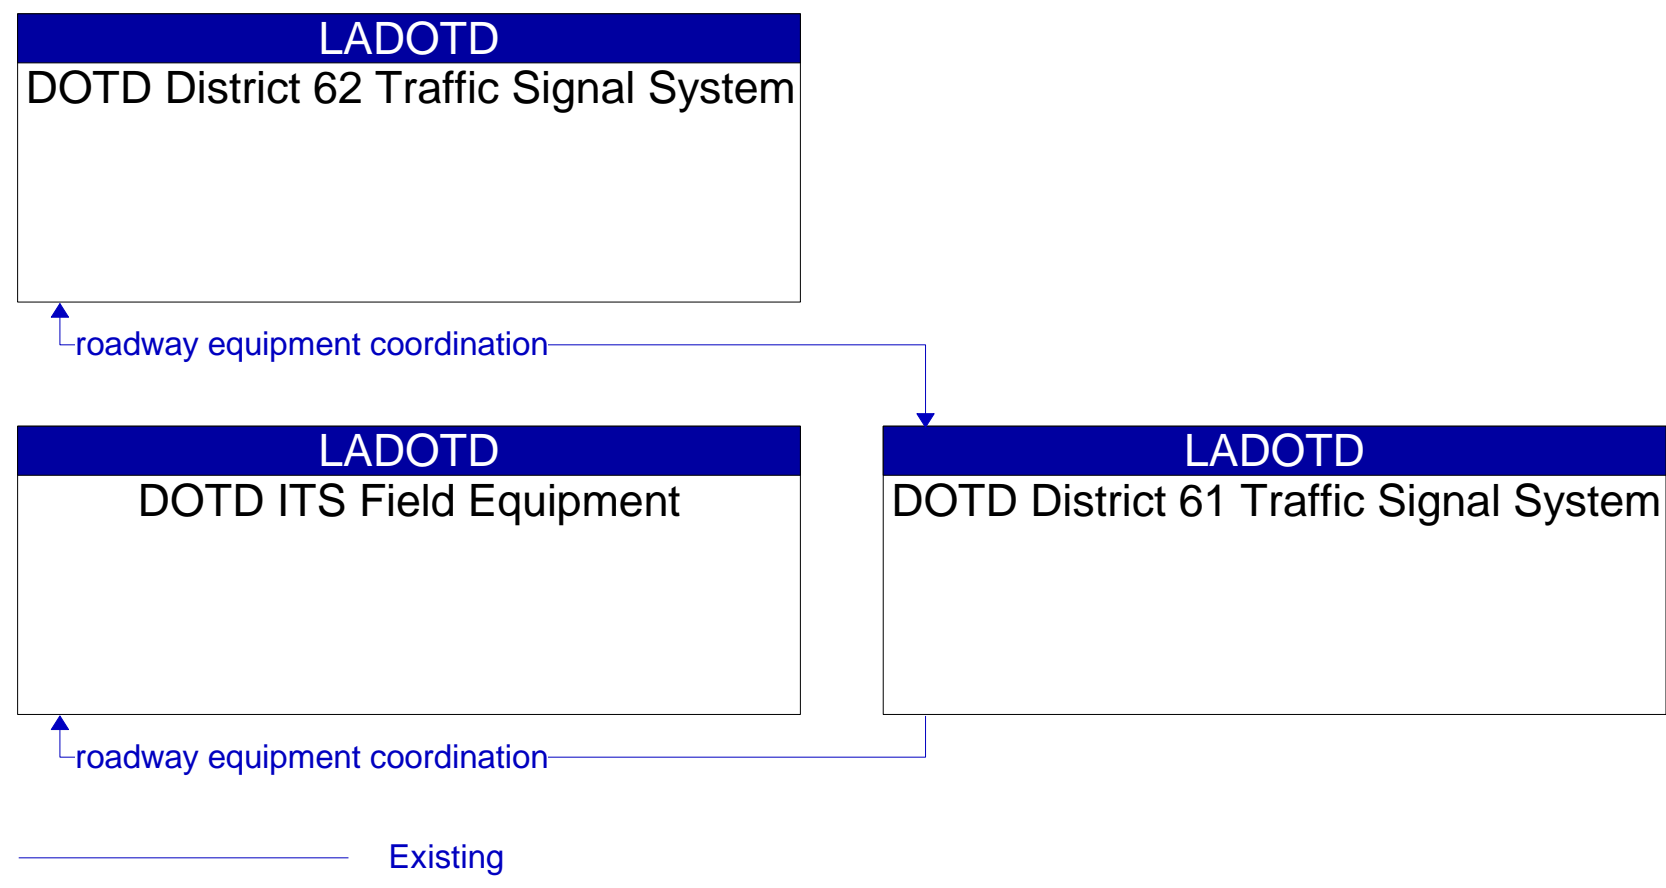 LADOTD
DOTD District 62 Traffic Signal System
roadway equipment coordination
LADOTD
DOTD ITS Field Equipment
LADOTD
DOTD District 61 Traffic Signal System
roadway equipment coordination
Existing